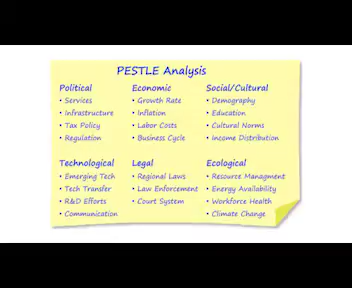 PESTLE Analysis
Political
• Services
• Infrastructure
• Tax Policy
• Regulation
Economic
• Growth Rate
• Inflation
• Labor Costs
• Business Cycle
Social/Cultural
• Demography
• Education
• Cultural Norms
• Income Distribution
Technological
• Emerging Tech
• Tech Transfer
• R&D Efforts
• Communication
Legal
• Regional Laws
• Law Enforcement
• Court System
Ecological
• Resource Managment
• Energy Availability
• Workforce Health
• Climate Change